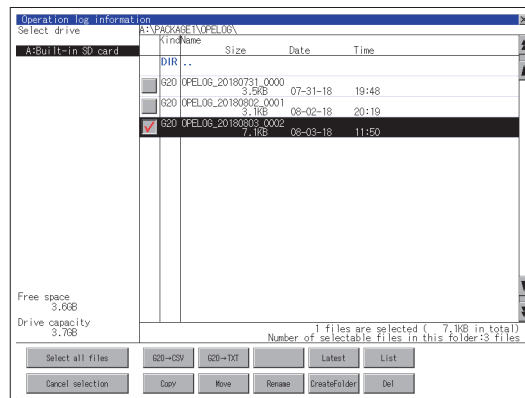 Operation log information
Select drive
A:\PACKAGE1\OPELOG\
A:Built-in SD card
Kind Name
Size Date Time
DIR ..
G20 OPELOG_20180731_0000
3.5KB 07-31-18 19:48
G20 OPELOG_20180802_0001
3.1KB 08-02-18 20:19
G20 OPELOG_20180803_0002
7.1KB 08-03-18 11:50
Free space
3.6GB
Drive capacity
3.7GB
1 files are selected ( 7.1KB in total)
Number of selectable files in this folder:3 files
Select all files G20→CSV G20→TXT Latest List
Cancel selection Copy Move Rename CreateFolder Del